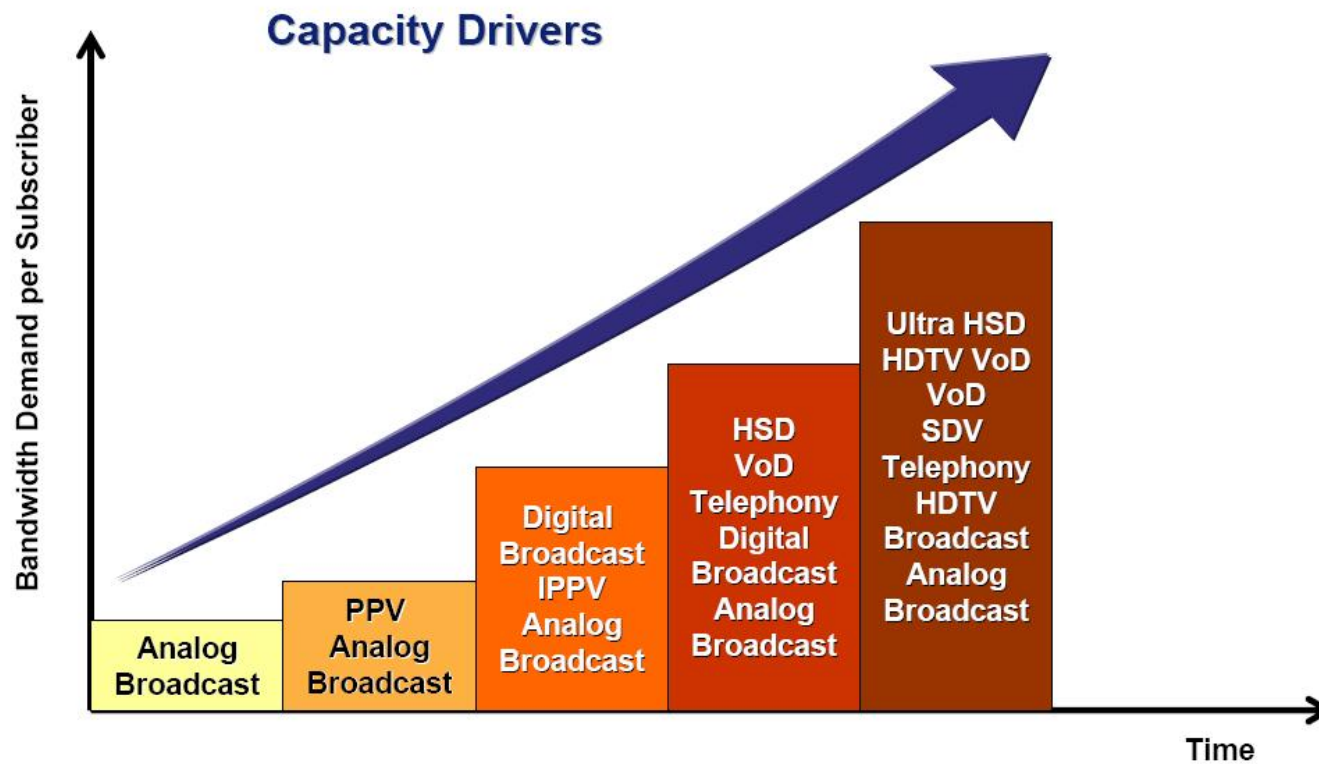 Capacity Drivers
Bandwidth Demand per Subscriber
Analog
Broadcast
PPV
Analog
Broadcast
Digital
Broadcast
IPPV
Analog
Broadcast
HSD
VoD
Telephony
Digital
Broadcast
Analog
Broadcast
Ultra HSD
HDTV VoD
VoD
SDV
Telephony
HDTV
Broadcast
Analog
Broadcast
Time